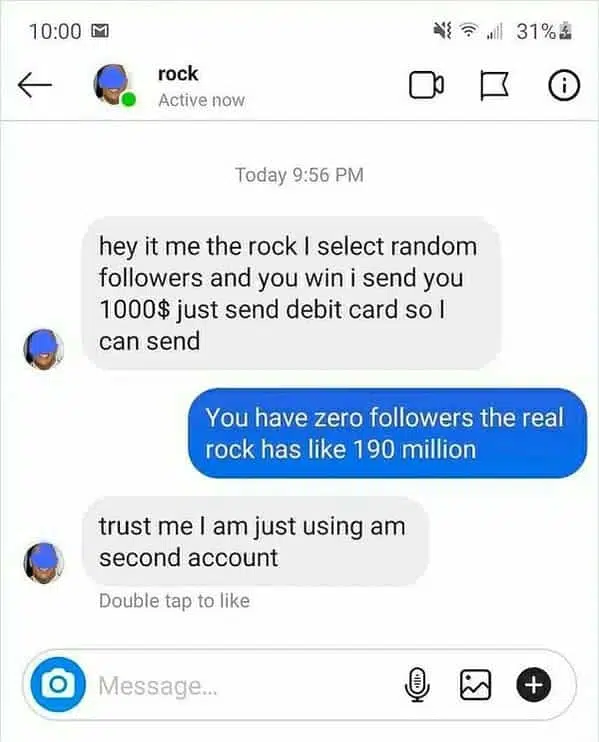 10:00
31%
rock
Active now
Today 9:56 PM
hey it me the rock I select random
followers and you win i send you
1000$ just send debit card so I
can send
You have zero followers the real
rock has like 190 million
trust me I am just using am
second account
Double tap to like
Message...